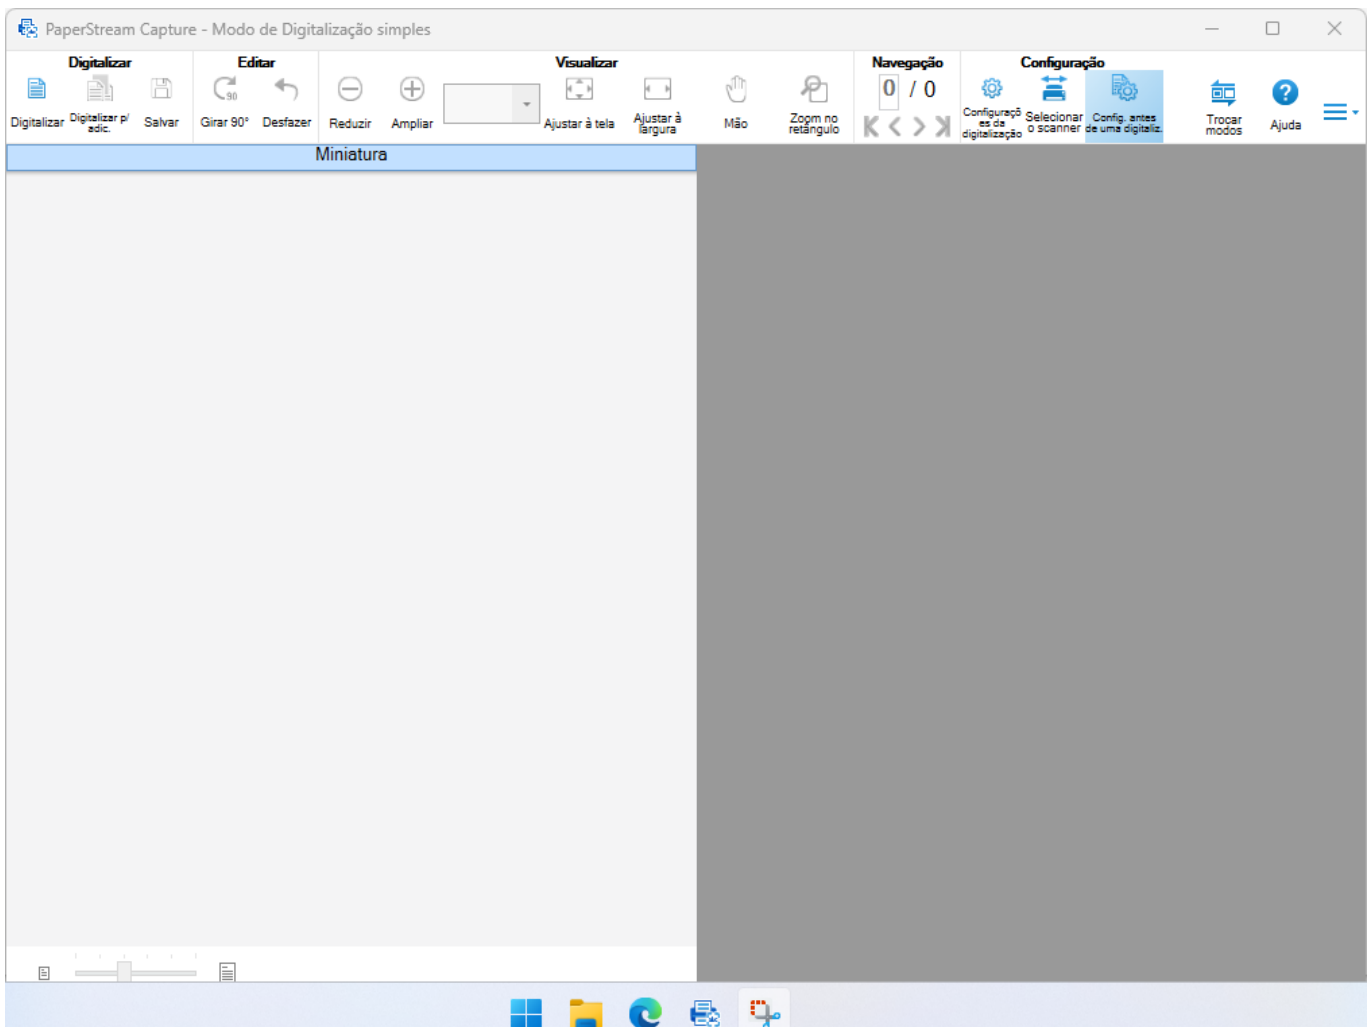 PaperStream Capture - Modo de Digitalização simples
Digitalizar
Editar
Visualizar
Navegação
Configuração
90
0 / 0
Digitalizar
Digitalizar p/
adic.
Salvar
Girar 90°
Desfazer
Reduzir
Ampliar
Ajustar à tela
Ajustar à
largura
Mão
Zoom no
retângulo
Configuraçõ
es da
digitalização
Selecionar
o scanner
Config. antes
de uma digitaliz.
Trocar
modos
Ajuda
Miniatura